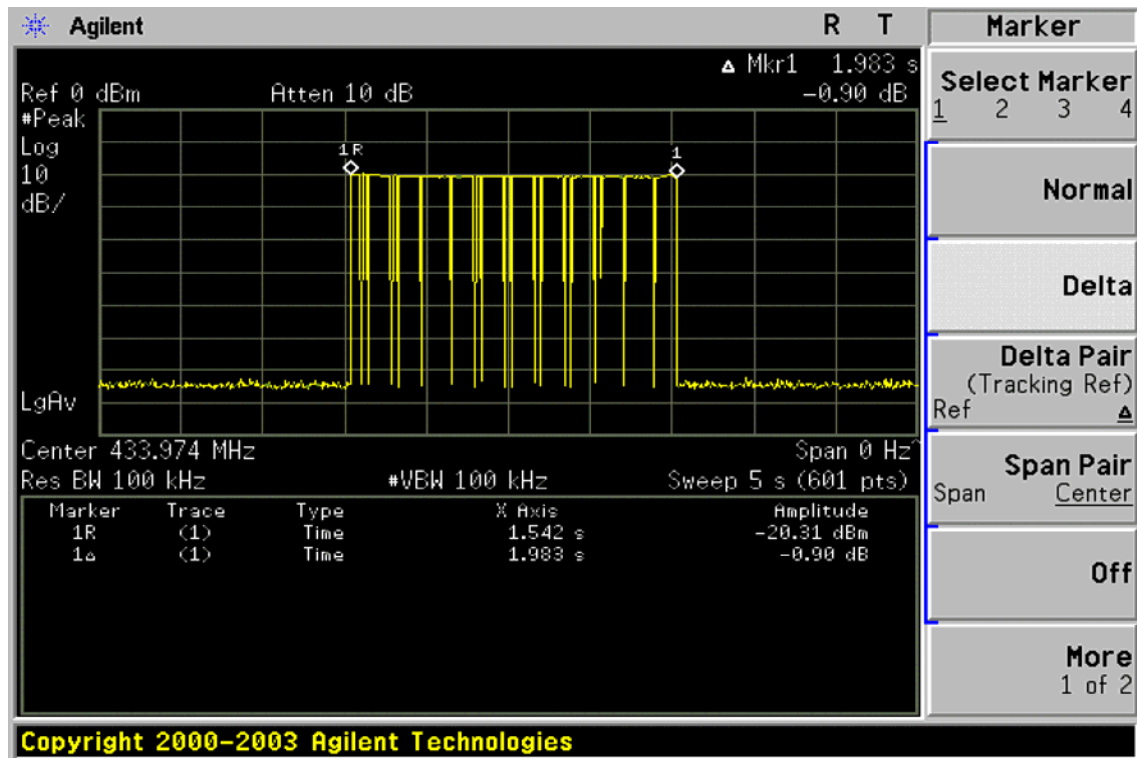 Agilent R T
Δ Mkr1 1.983 s
Ref 0 dBm Atten 10 dB -0.90 dB
#Peak
Log
10
dB/
1R
1
LgAv
Center 433.974 MHz Span 0 Hz^
Res BW 100 kHz #VBW 100 kHz Sweep 5 s (601 pts)
Marker Trace Type X Axis Amplitude
1R (1) Time 1.542 s -20.31 dBm
1Δ (1) Time 1.983 s -0.90 dB
Marker
Select Marker
1 2 3 4
Normal
Delta
Delta Pair
(Tracking Ref)
Ref Δ
Span Pair
Span Center
Off
More
1 of 2
Copyright 2000-2003 Agilent Technologies